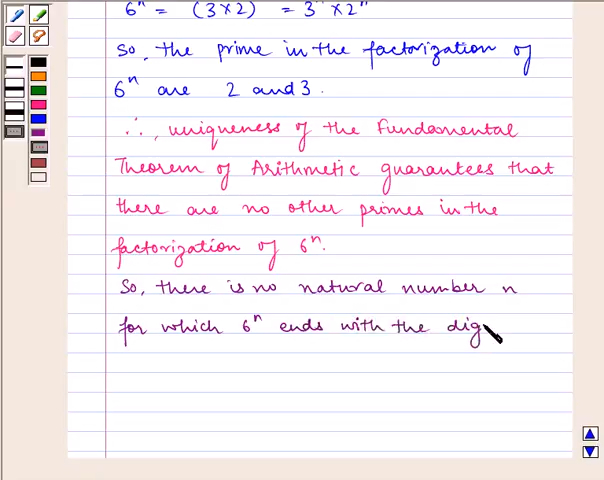 6ⁿ = (3×2) = 3ⁿ × 2ⁿ
So, the prime in the factorization of
6ⁿ are 2 and 3.
∴, uniqueness of the Fundamental
Theorem of Arithmetic guarantees that
there are no other primes in the
factorization of 6ⁿ.
So, there is no natural number n
for which 6ⁿ ends with the dig